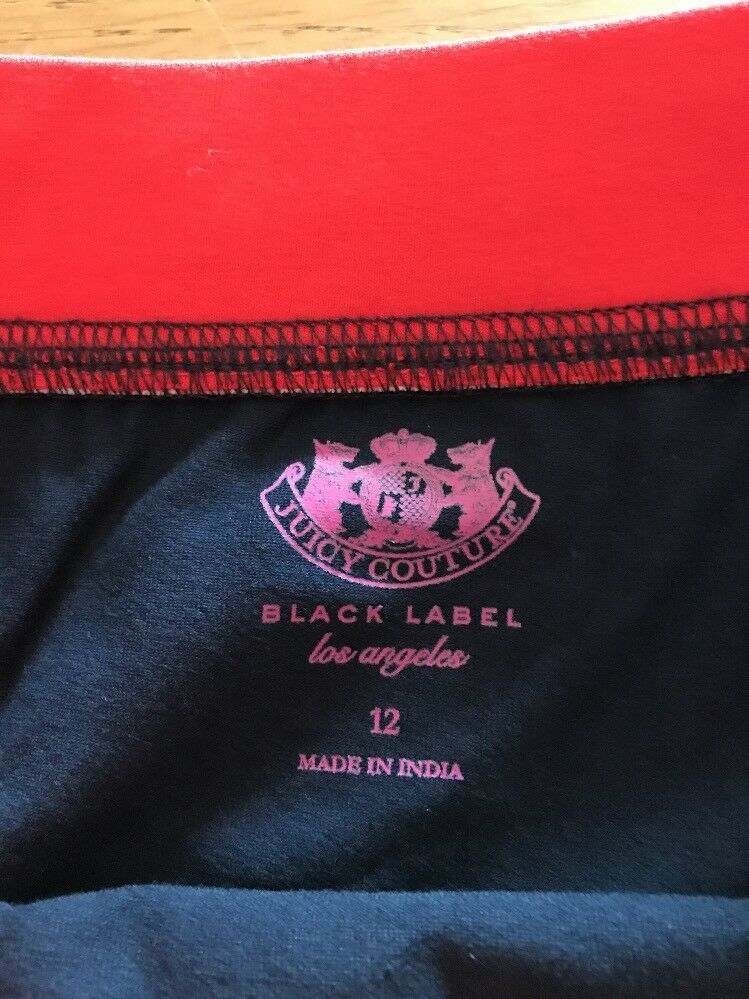 JUICY COUTURE
BLACK LABEL
los angeles
12
MADE IN INDIA